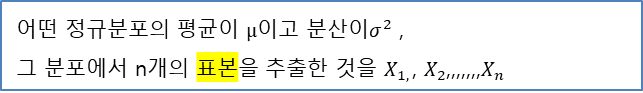 어떤 정규분포의 평균이 μ이고 분산이σ² ,
그 분포에서 n개의 표본을 추출한 것을 X₁,, X₂,,,,,,,Xₙ